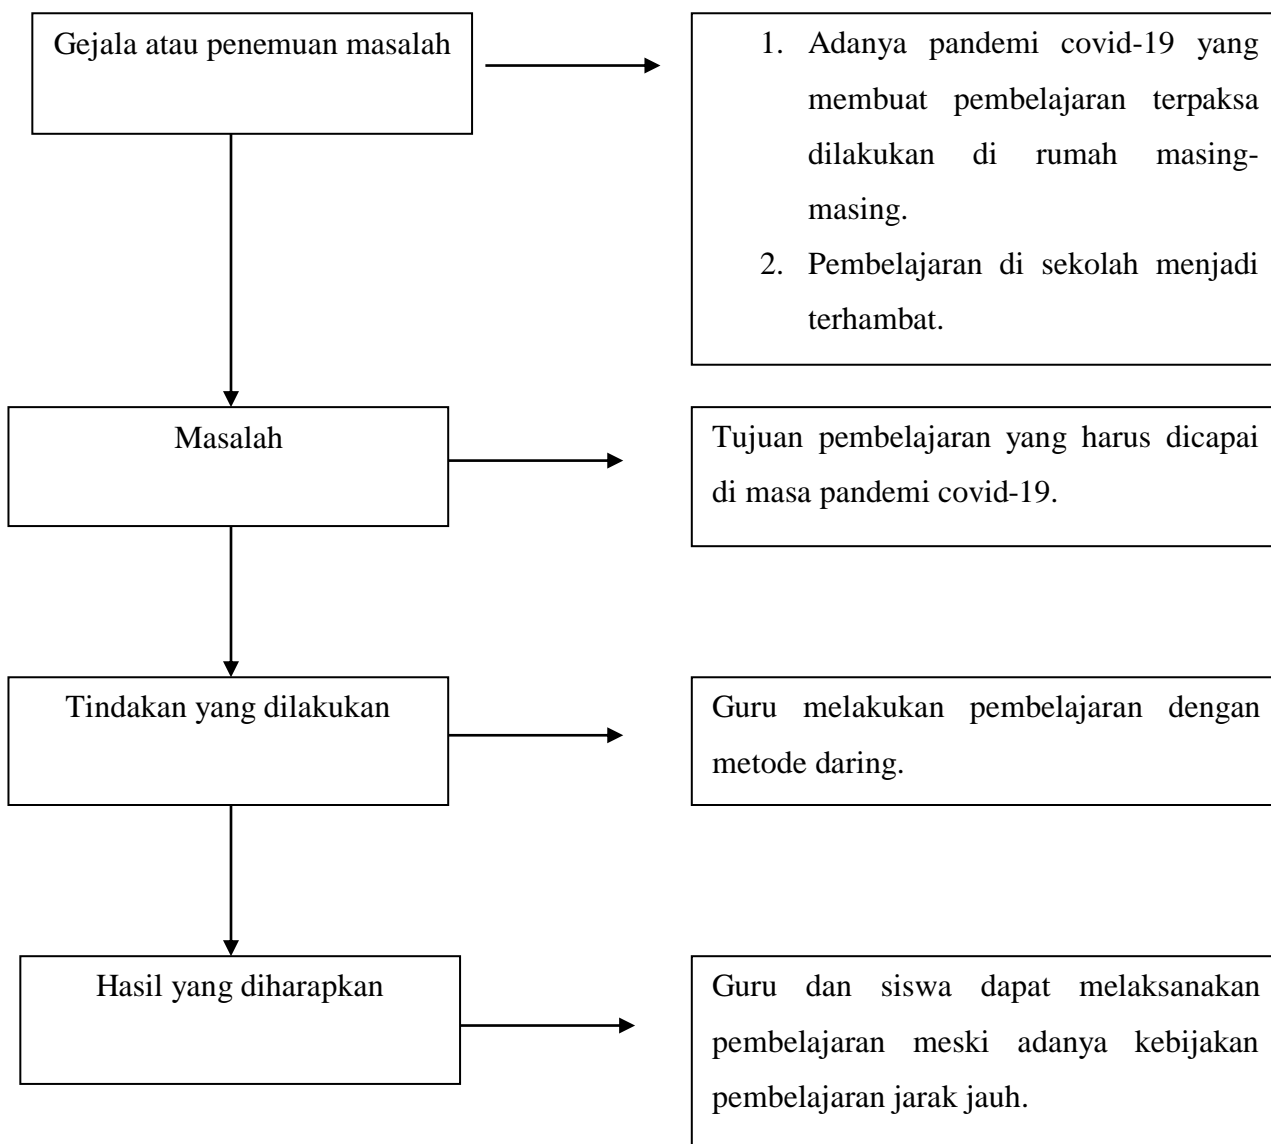 Gejala atau penemuan masalah
1. Adanya pandemi covid-19 yang
membuat pembelajaran terpaksa
dilakukan di rumah masing-
masing.
2. Pembelajaran di sekolah menjadi
terhambat.
Masalah
Tujuan pembelajaran yang harus dicapai
di masa pandemi covid-19.
Tindakan yang dilakukan
Guru melakukan pembelajaran dengan
metode daring.
Hasil yang diharapkan
Guru dan siswa dapat melaksanakan
pembelajaran meski adanya kebijakan
pembelajaran jarak jauh.